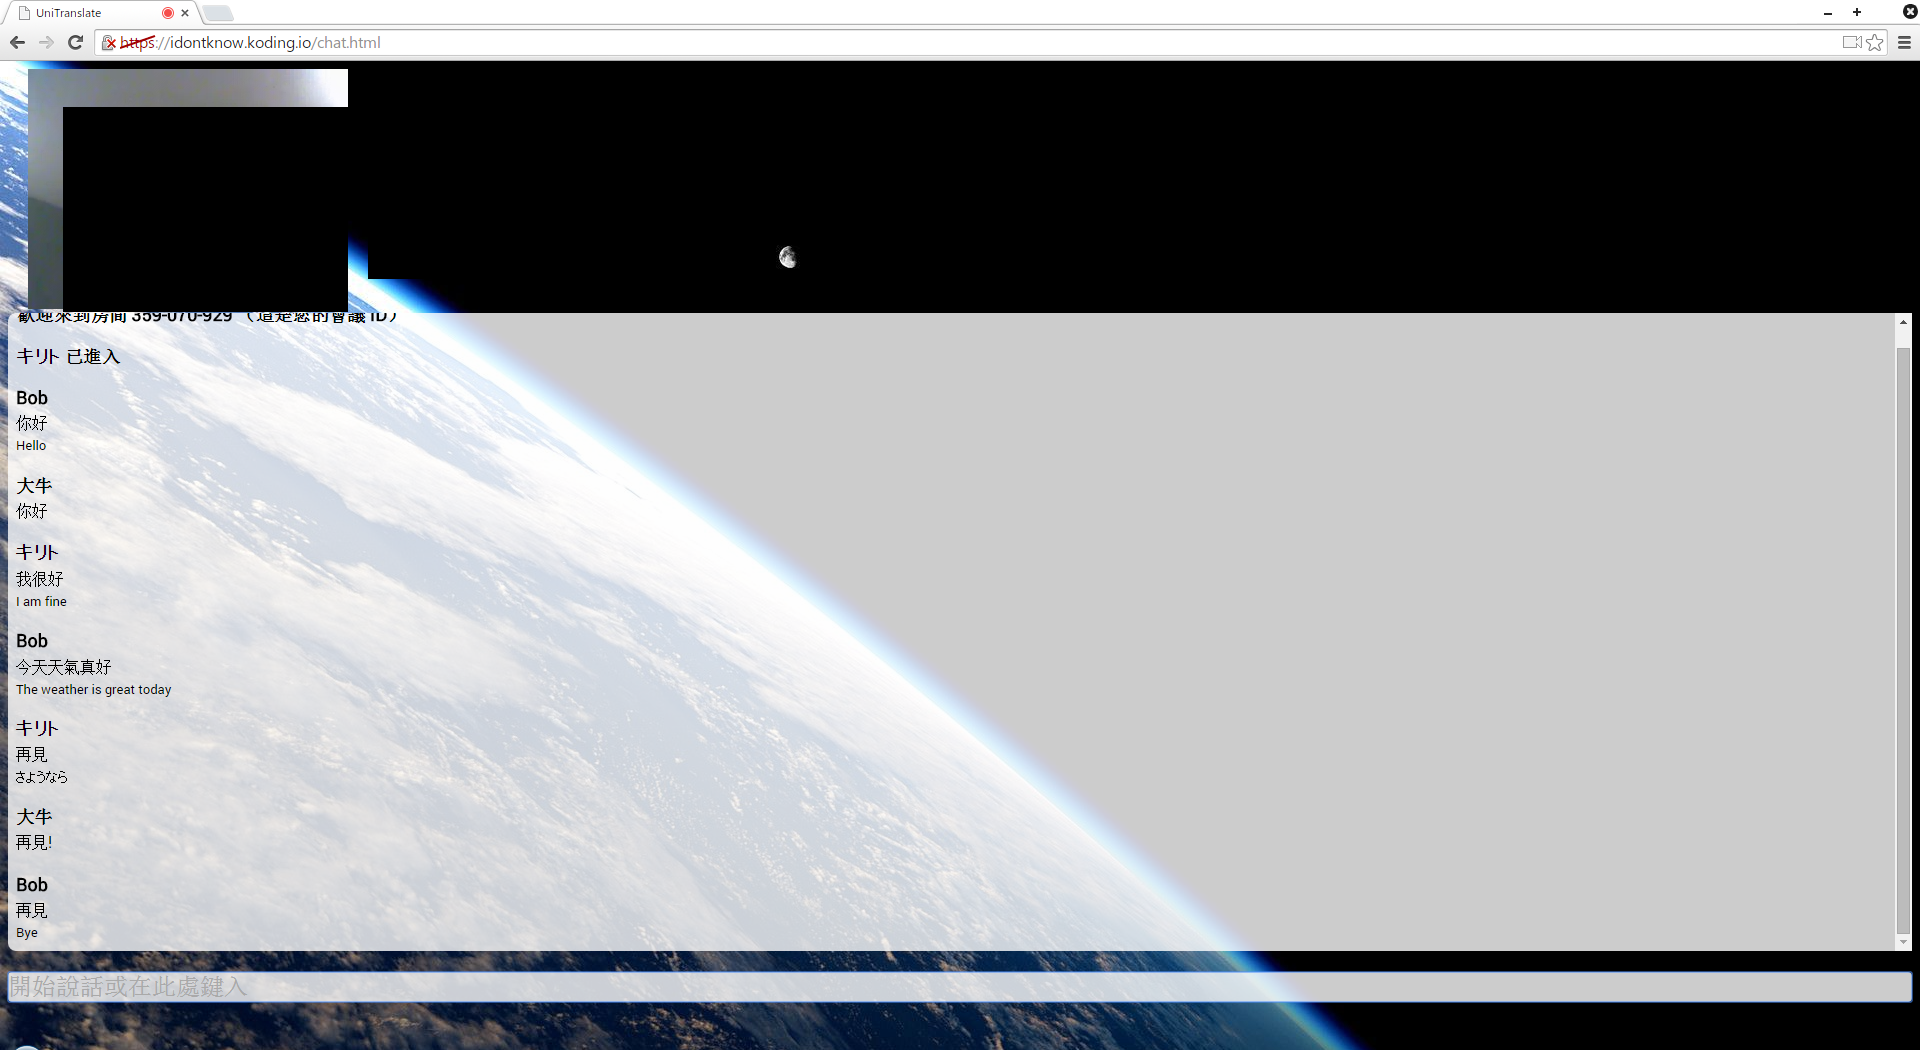 UniTranslate
https://idontknow.koding.io/chat.html
歡迎來到房間 359-070-929 （這是您的會議 ID）
キリト 已進入
Bob
你好
Hello
大牛
你好
キリト
我很好
I am fine
Bob
今天天氣真好
The weather is great today
キリト
再見
さようなら
大牛
再見!
Bob
再見
Bye
開始說話或在此處鍵入